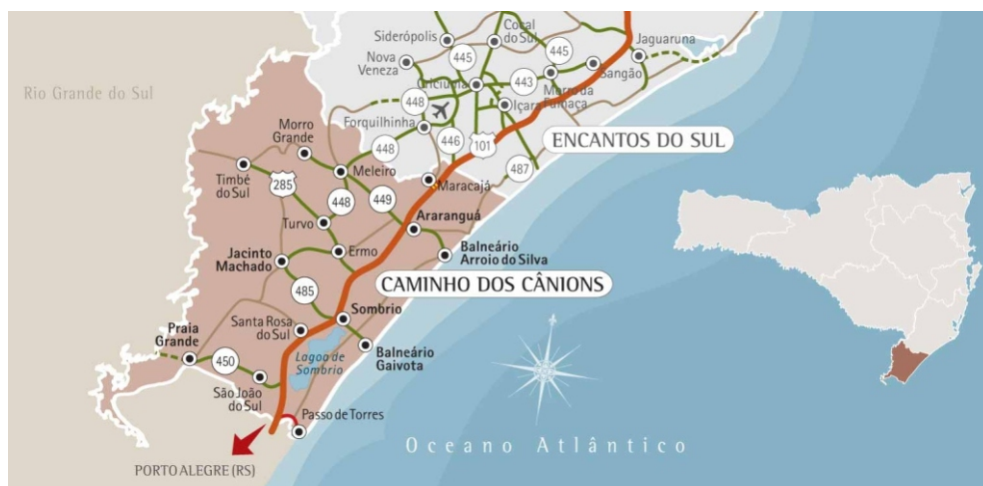 Siderópolis
Cocal
do Sul
Jaguaruna
445
445
Nova
Veneza
Sangão
Criciúma
443
Morro da
Fumaça
448
Içara
Rio Grande do Sul
Forquilhinha
Morro
Grande
448
446
101
ENCANTOS DO SUL
487
Timbé
do Sul
285
Meleiro
Maracajá
448
449
Turvo
Araranguá
Jacinto
Machado
Ermo
Balneário
Arroio do Silva
CAMINHO DOS CÂNIONS
485
Sombrio
Praia
Grande
Santa Rosa
do Sul
Lagoa de
Sombrio
Balneário
Gaivota
450
São João
do Sul
Passo de Torres
Oceano Atlântico
PORTO ALEGRE (RS)